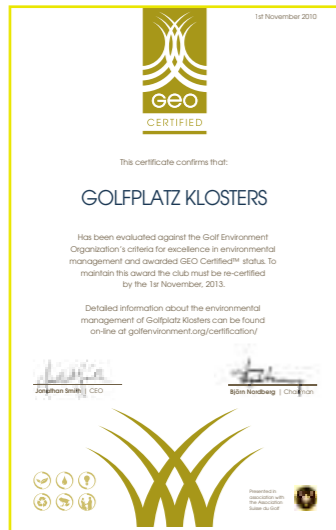 1st November 2010
GEO
CERTIFIED
This certificate confirms that:
GOLFPLATZ KLOSTERS
Has been evaluated against the Golf Environment
Organization's criteria for excellence in environmental
management and awarded GEO Certified™ status. To
maintain this award the club must be re-certified
by the 1st November, 2013.
Detailed information about the environmental
management of Golfplatz Klosters can be found
on-line at golfenvironment.org/certification/
Jonathan Smith | CEO
Björn Nordberg | Chairman
Presented in
association with
the Association
Suisse du Golf